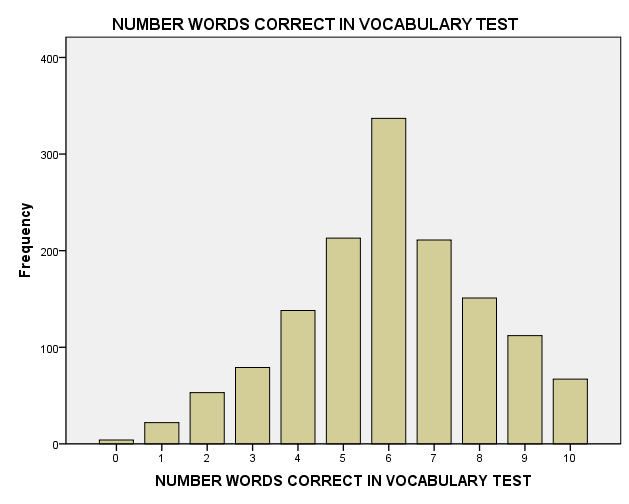 NUMBER WORDS CORRECT IN VOCABULARY TEST
400
300
200
100
0
Frequency
0 1 2 3 4 5 6 7 8 9 10
NUMBER WORDS CORRECT IN VOCABULARY TEST